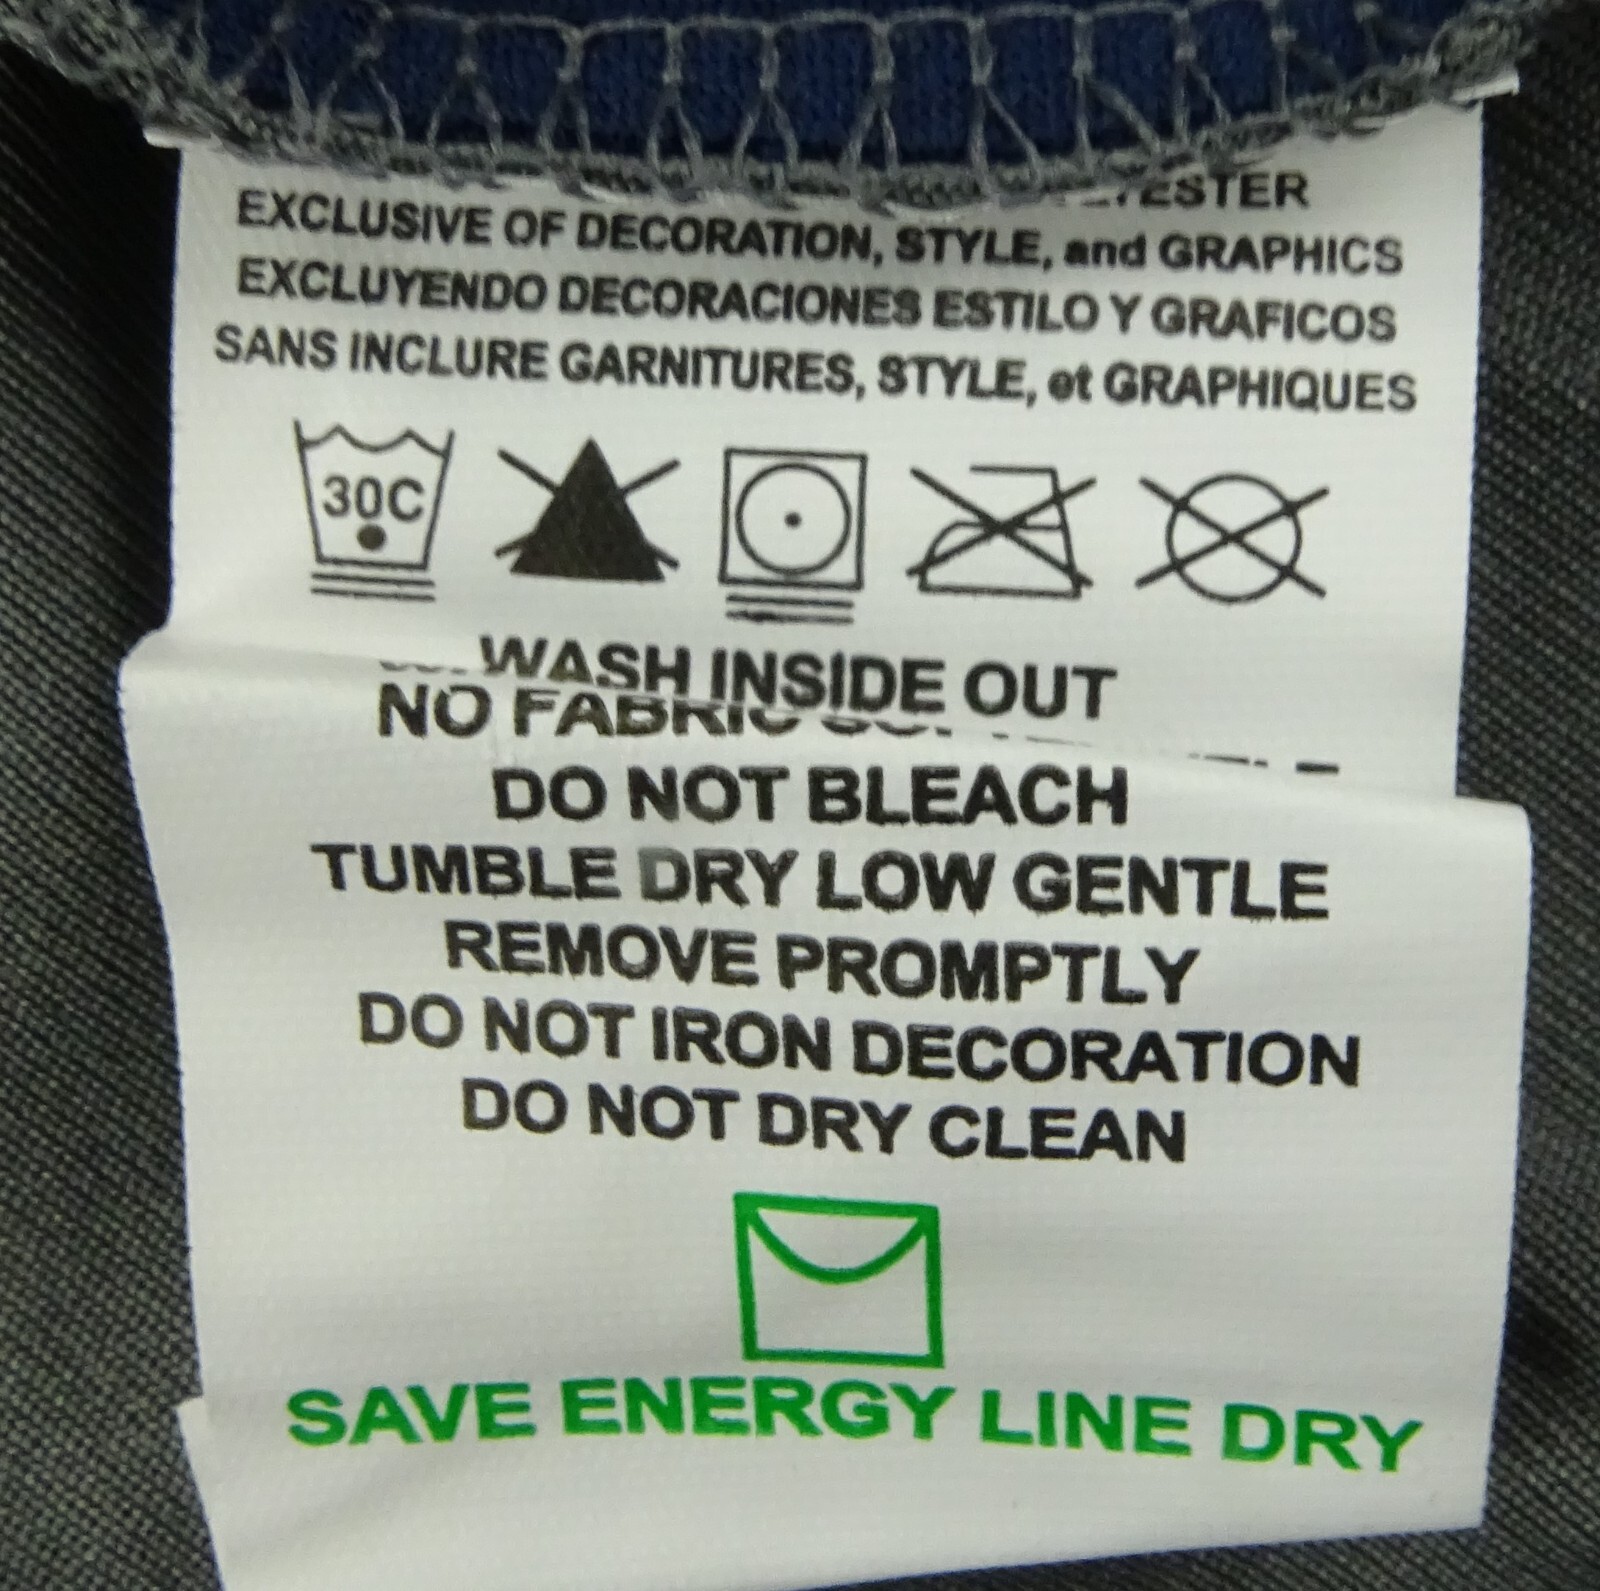 EXCLUSIVE OF DECORATION, STYLE, and GRAPHICS
EXCLUYENDO DECORACIONES ESTILO Y GRAFICOS
SANS INCLURE GARNITURES, STYLE, et GRAPHIQUES
30C
WASH INSIDE OUT
NO FABRIC
DO NOT BLEACH
TUMBLE DRY LOW GENTLE
REMOVE PROMPTLY
DO NOT IRON DECORATION
DO NOT DRY CLEAN
SAVE ENERGY LINE DRY